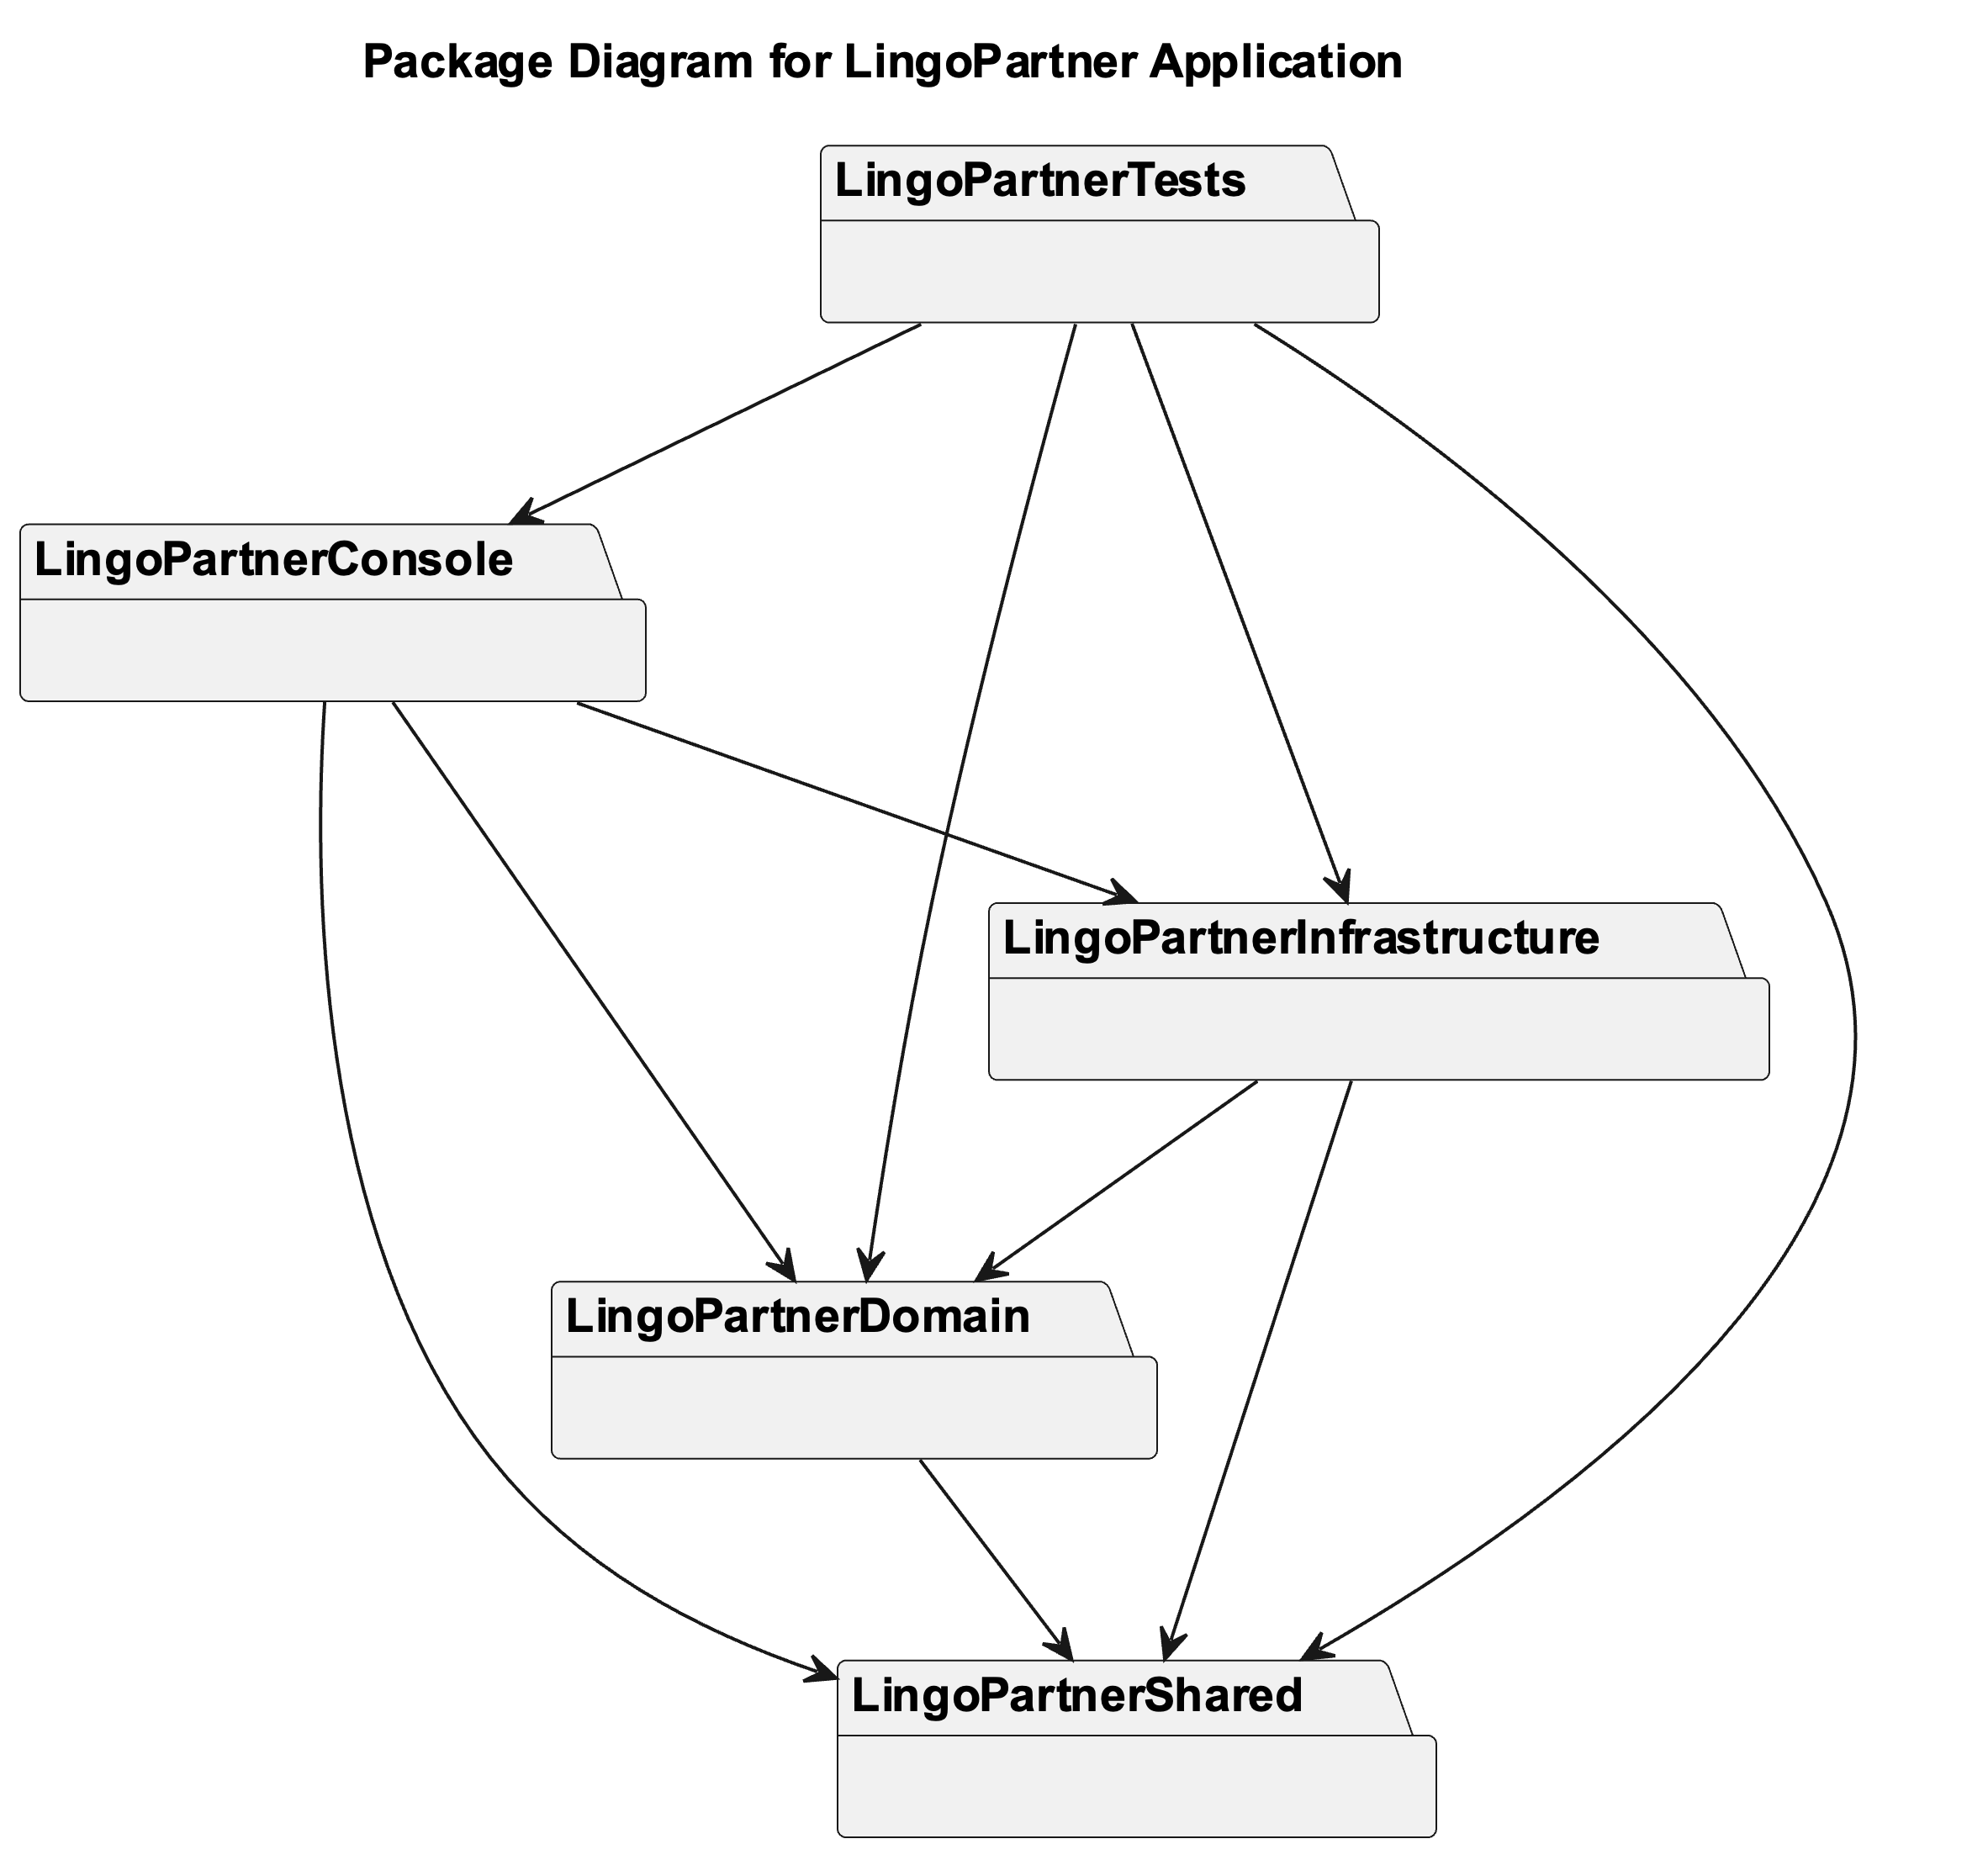 Package Diagram for LingoPartner Application
LingoPartnerTests
LingoPartnerConsole
LingoPartnerInfrastructure
LingoPartnerDomain
LingoPartnerShared